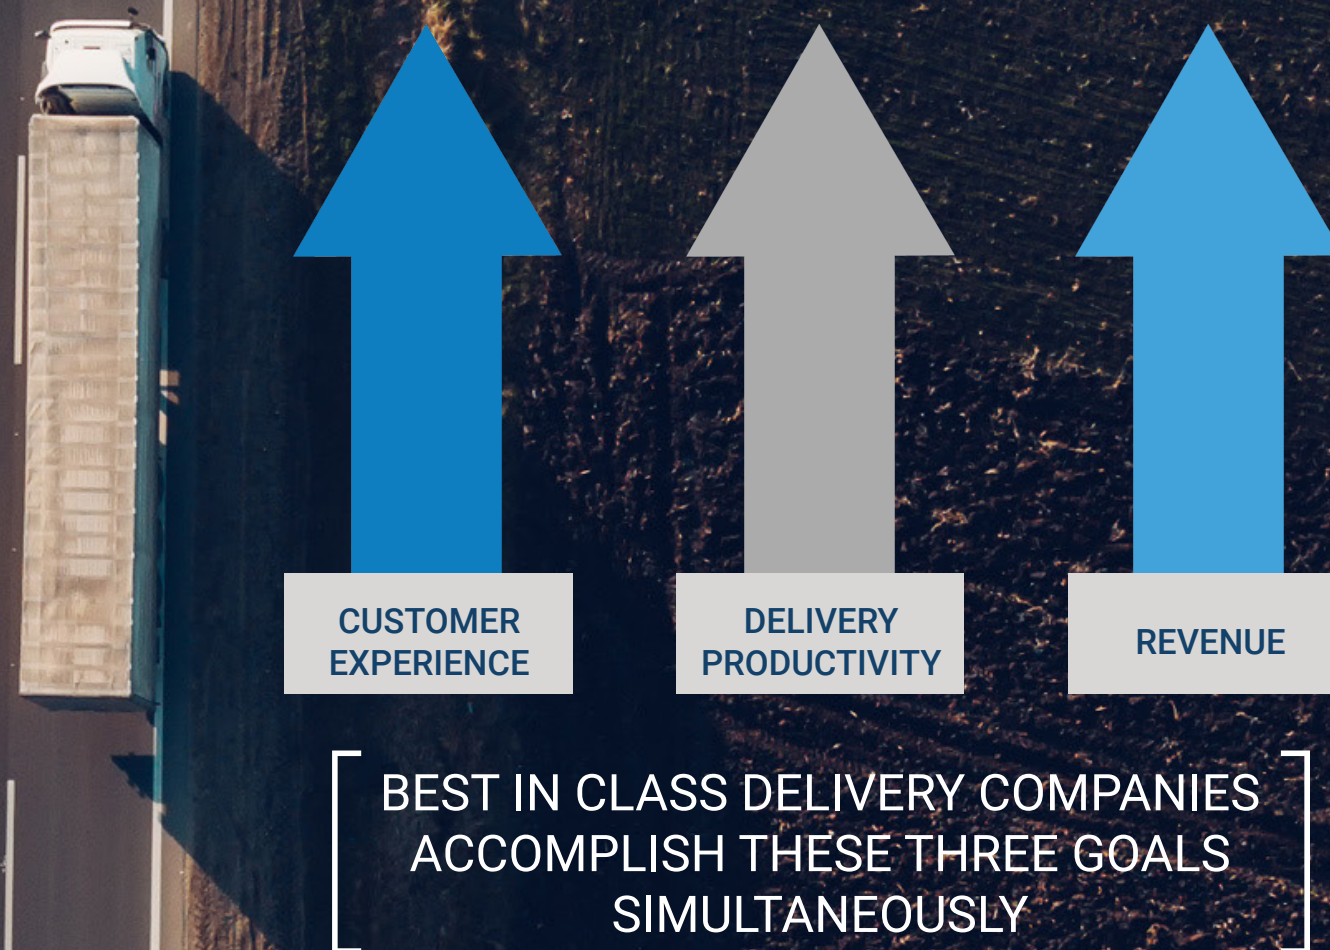 CUSTOMER
EXPERIENCE
DELIVERY
PRODUCTIVITY
REVENUE
BEST IN CLASS DELIVERY COMPANIES
ACCOMPLISH THESE THREE GOALS
SIMULTANEOUSLY